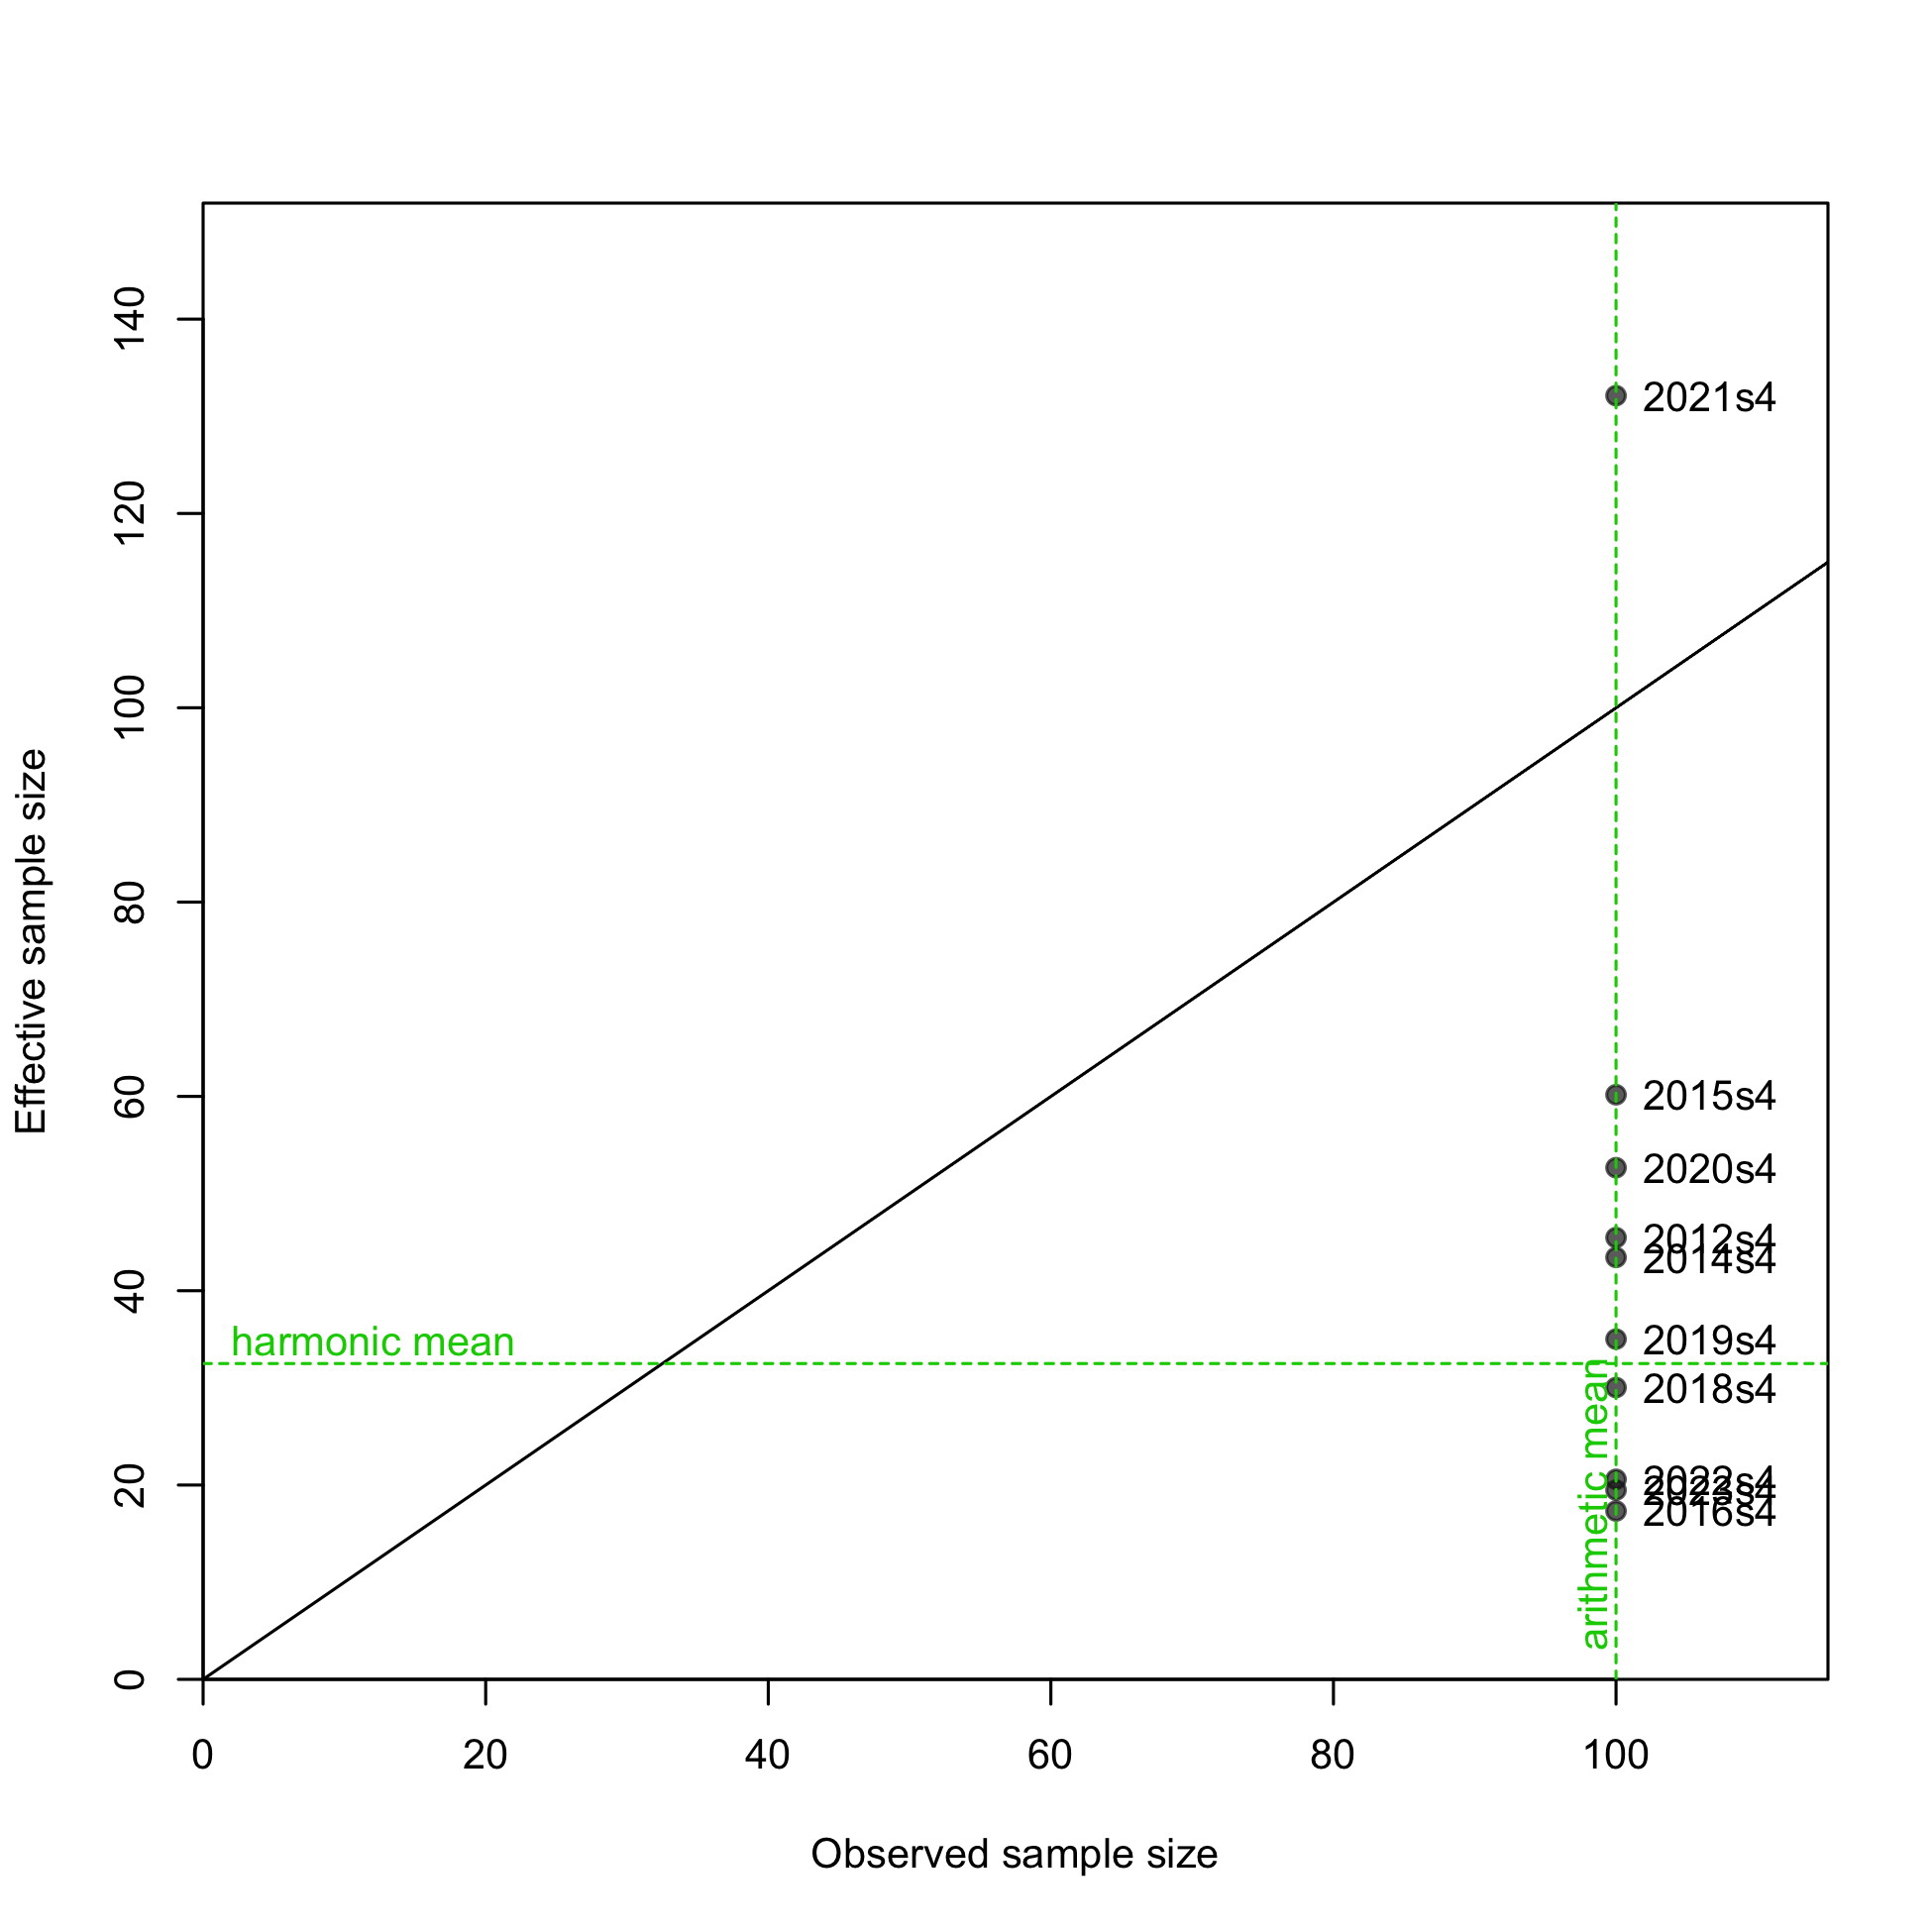 140
120
100
80
60
40
20
0
Effective sample size
2021s4
2015s4
2020s4
2012s4
2014s4
2019s4
harmonic mean
2018s4
arithmetic mean
2016s4
0 20 40 60 80 100
Observed sample size